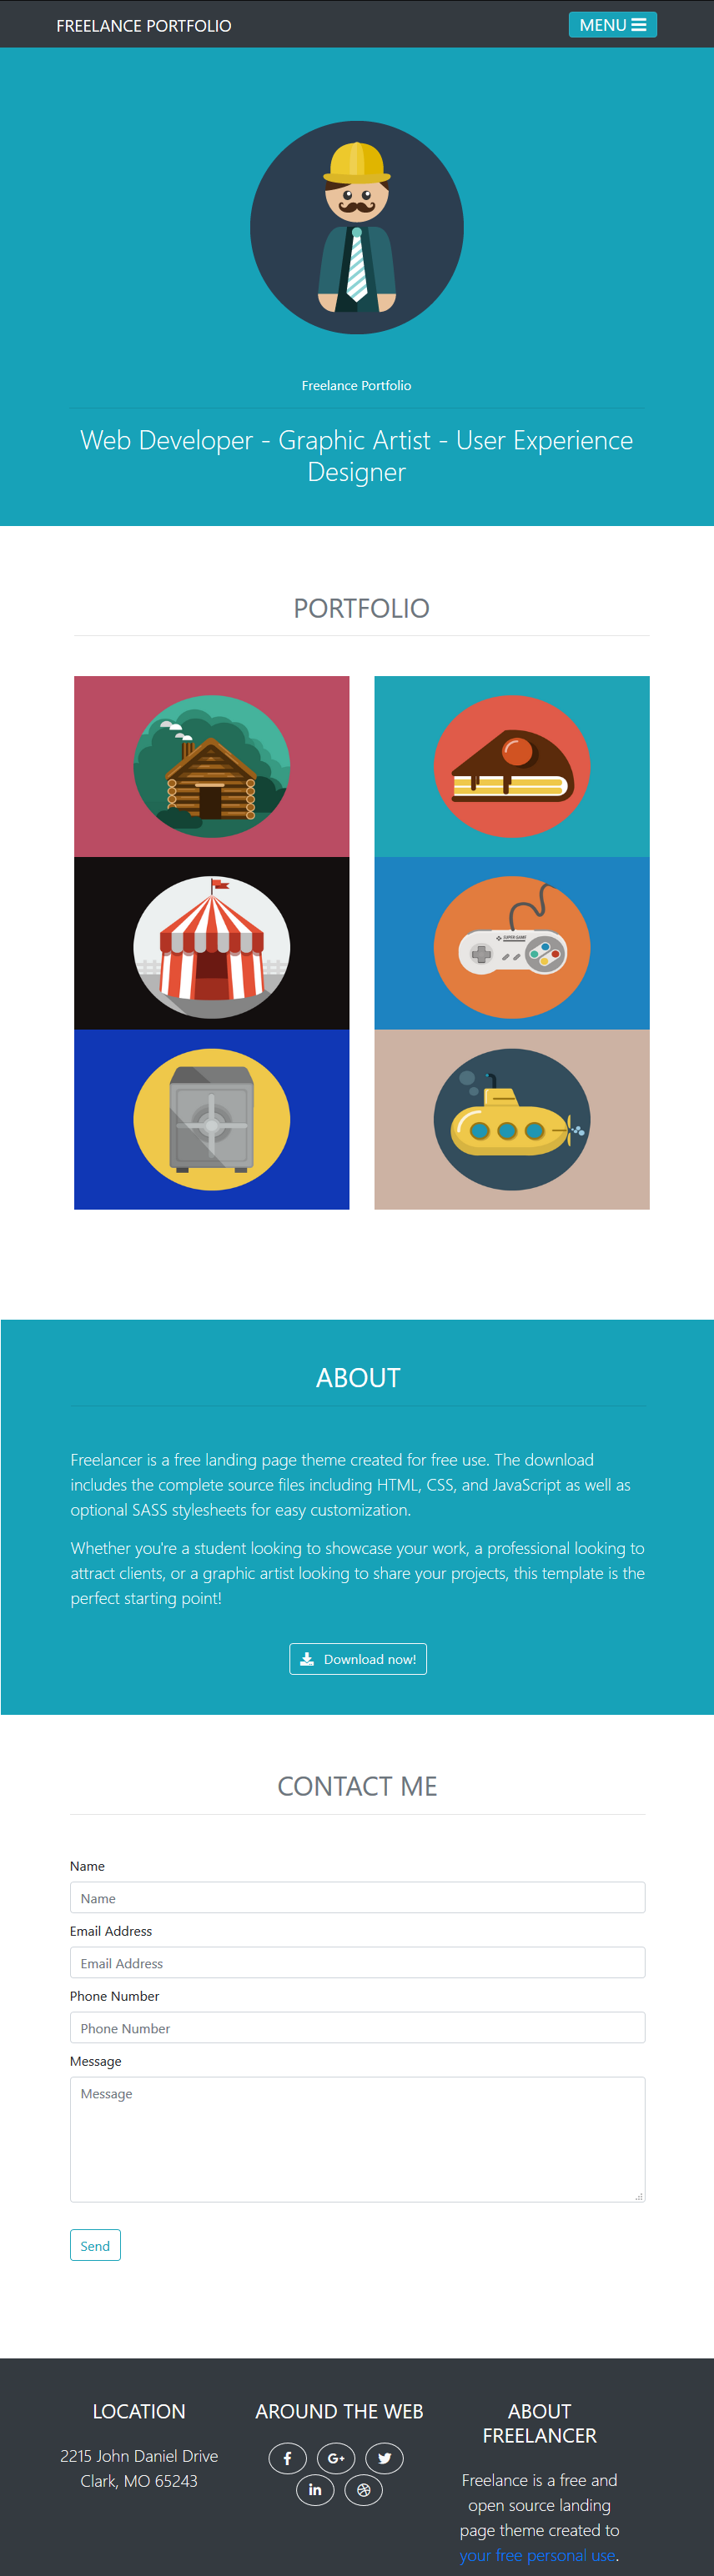 FREELANCE PORTFOLIO
MENU
Freelance Portfolio
Web Developer - Graphic Artist - User Experience
Designer
PORTFOLIO
SUPER GAME
ABOUT
Freelancer is a free landing page theme created for free use. The download
includes the complete source files including HTML, CSS, and JavaScript as well as
optional SASS stylesheets for easy customization.
Whether you're a student looking to showcase your work, a professional looking to
attract clients, or a graphic artist looking to share your projects, this template is the
perfect starting point!
Download now!
CONTACT ME
Name
Name
Email Address
Email Address
Phone Number
Phone Number
Message
Message
Send
LOCATION
2215 John Daniel Drive
Clark, MO 65243
AROUND THE WEB
f G+
in
ABOUT
FREELANCER
Freelance is a free and
open source landing
page theme created to
your free personal use.